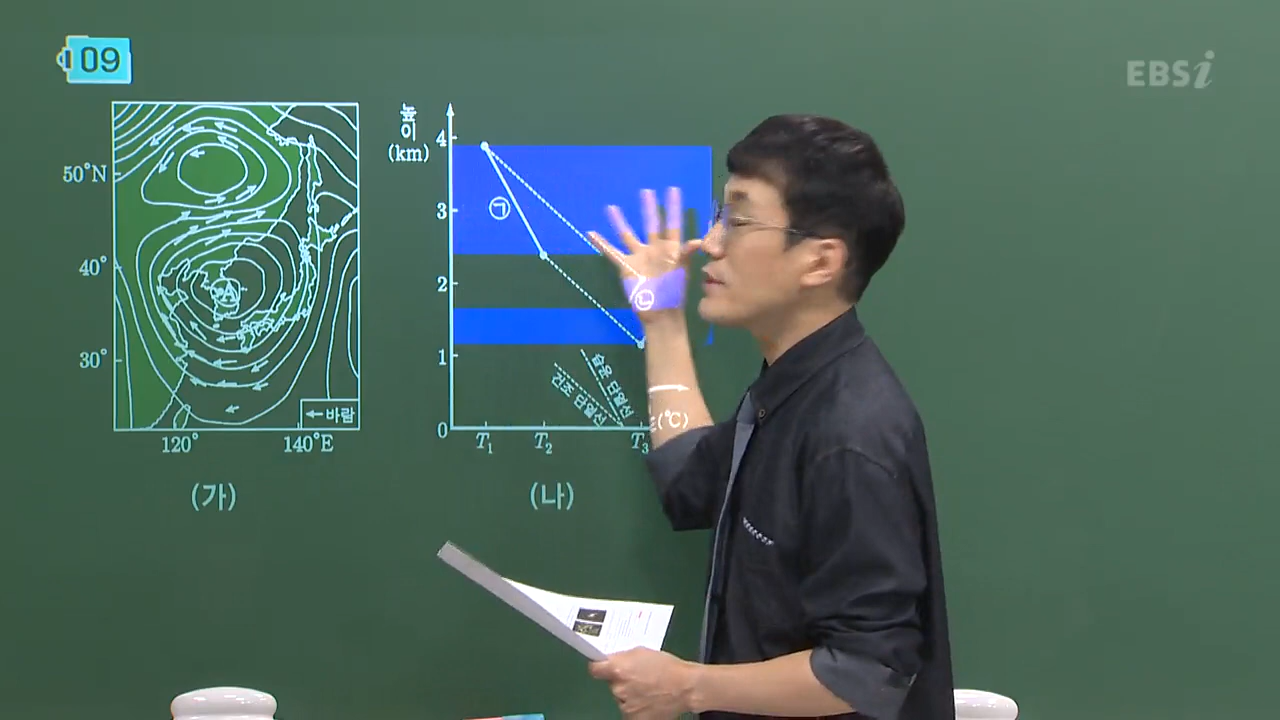 09
EBSi
50°N
40°
30°
120°
140°E
A
←바람
(가)
높이
(km)
4
3
2
1
0
㉠
㉡
습윤 단열선
건조 단열선
T₁
T₂
T₃
(℃)
(나)